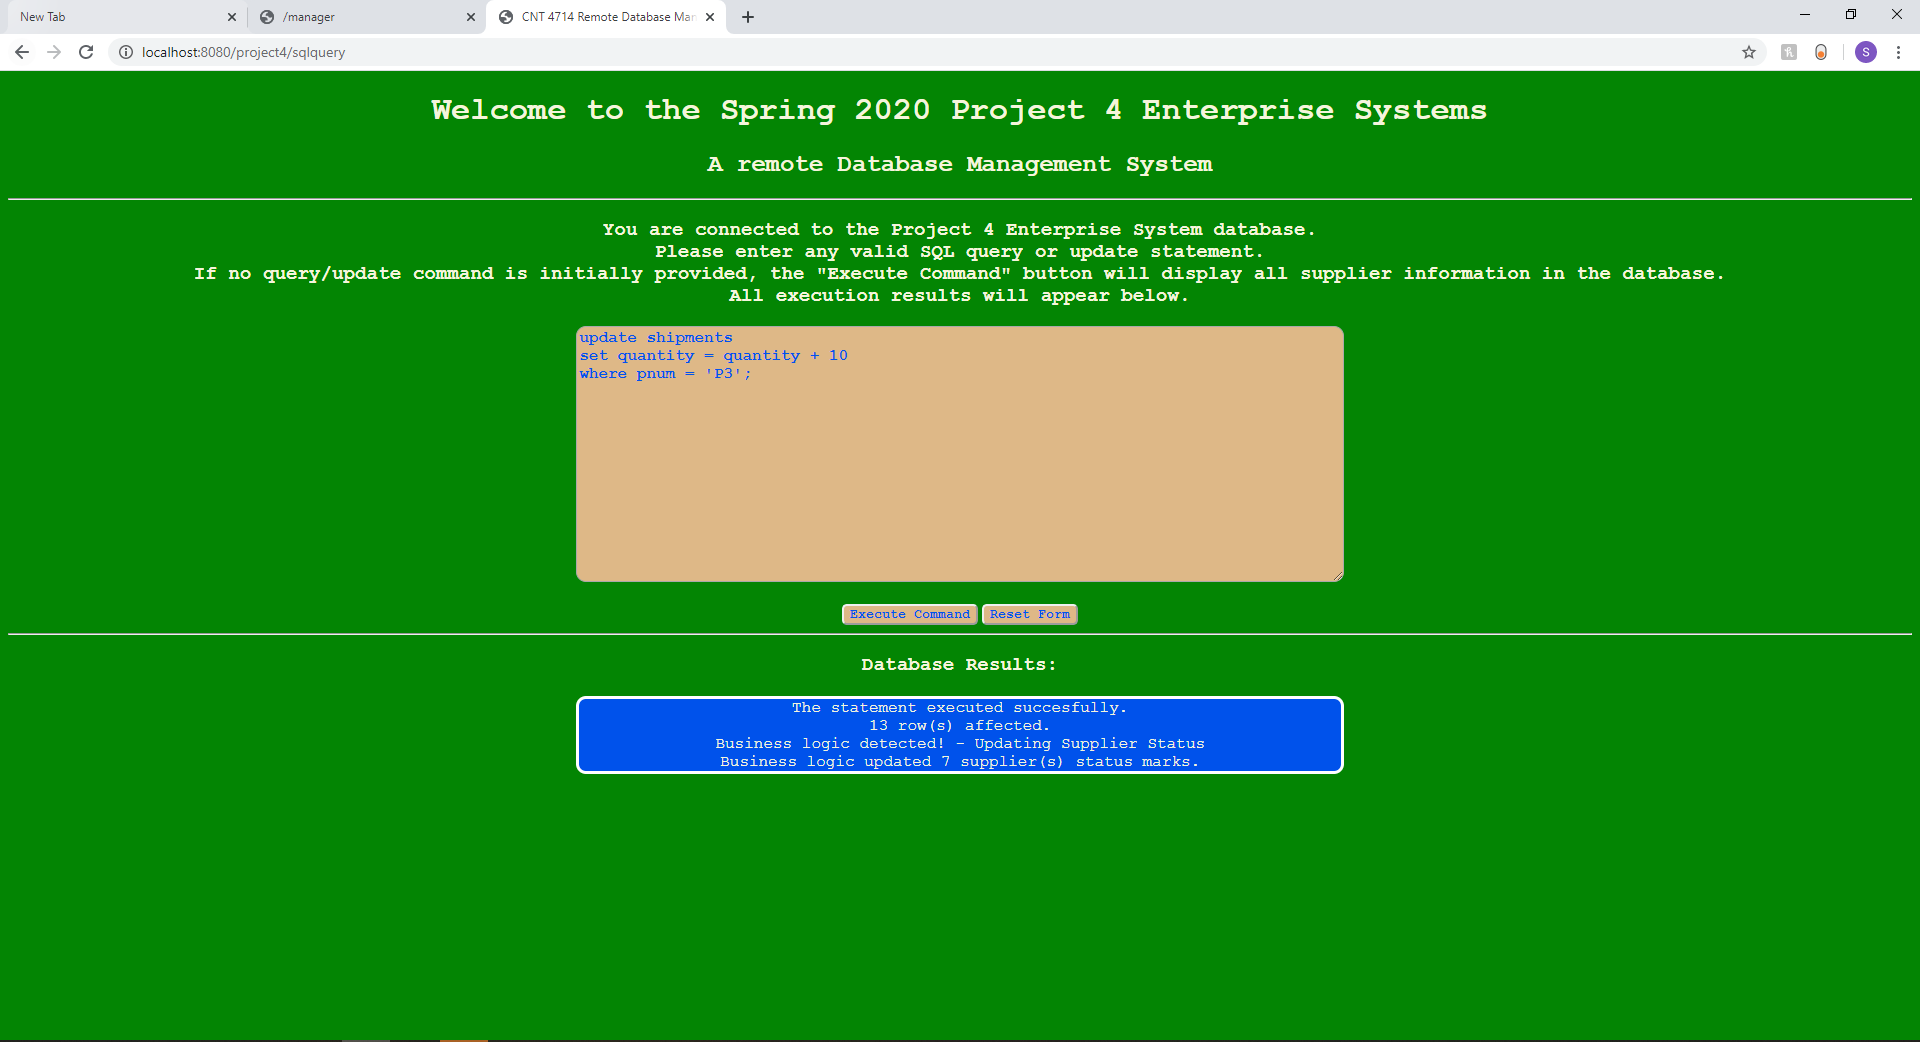 New Tab
/manager
CNT 4714 Remote Database Man
localhost:8080/project4/sqlquery
S
Welcome to the Spring 2020 Project 4 Enterprise Systems
A remote Database Management System
You are connected to the Project 4 Enterprise System database.
Please enter any valid SQL query or update statement.
If no query/update command is initially provided, the "Execute Command" button will display all supplier information in the database.
All execution results will appear below.
update shipments
set quantity = quantity + 10
where pnum = 'P3';
Execute Command Reset Form
Database Results:
The statement executed succesfully.
13 row(s) affected.
Business logic detected! - Updating Supplier Status
Business logic updated 7 supplier(s) status marks.